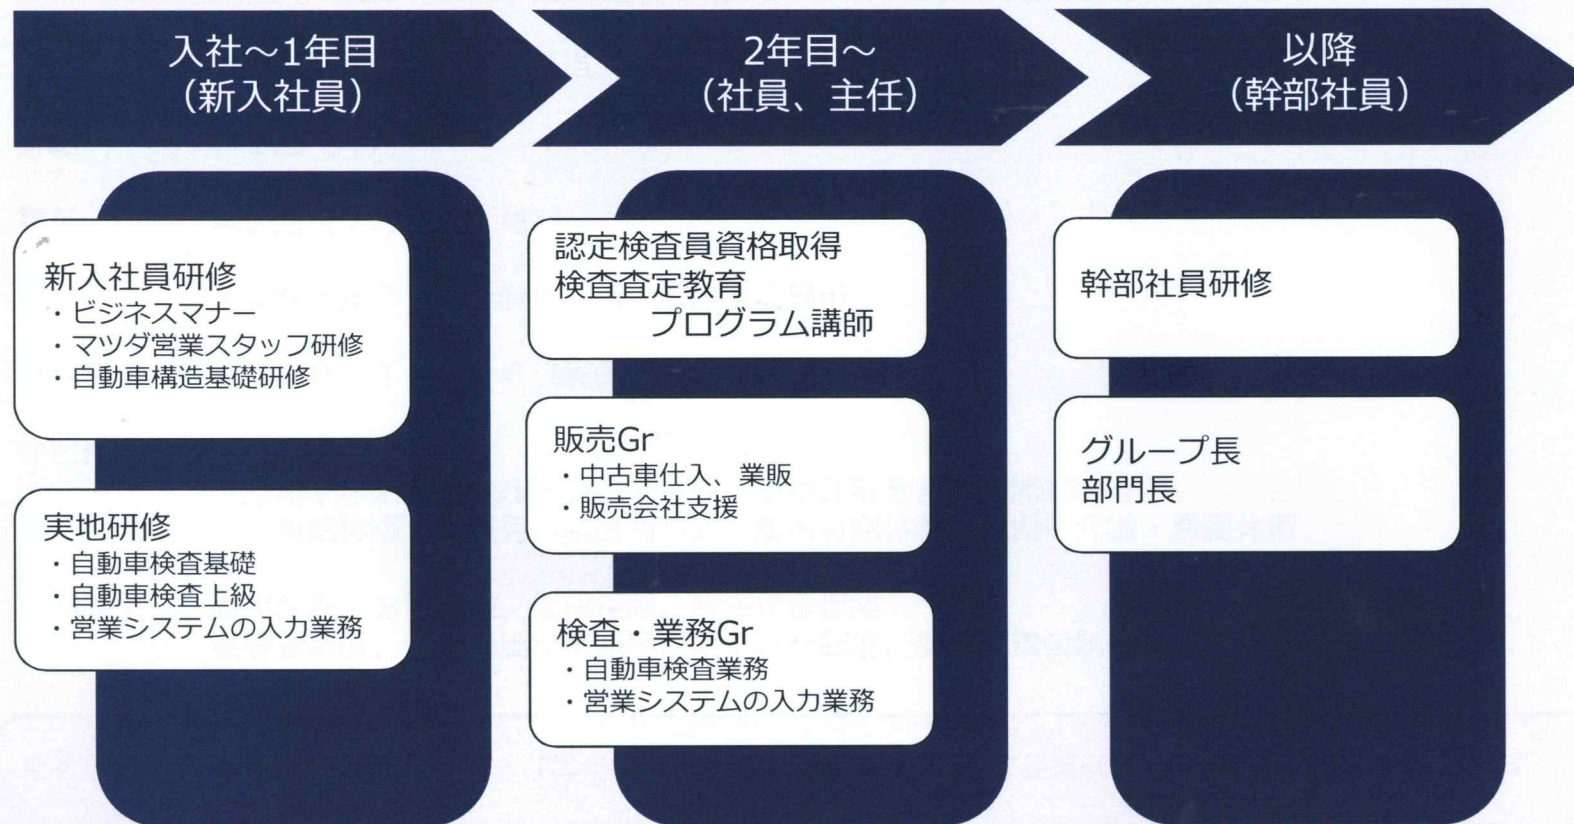 入社～1年目
（新入社員）
2年目～
（社員、主任）
以降
（幹部社員）
新入社員研修
・ビジネスマナー
・マツダ営業スタッフ研修
・自動車構造基礎研修
実地研修
・自動車検査基礎
・自動車検査上級
・営業システムの入力業務
認定検査員資格取得
検査査定教育
プログラム講師
販売Gr
・中古車仕入、業販
・販売会社支援
検査・業務Gr
・自動車検査業務
・営業システムの入力業務
幹部社員研修
グループ長
部門長